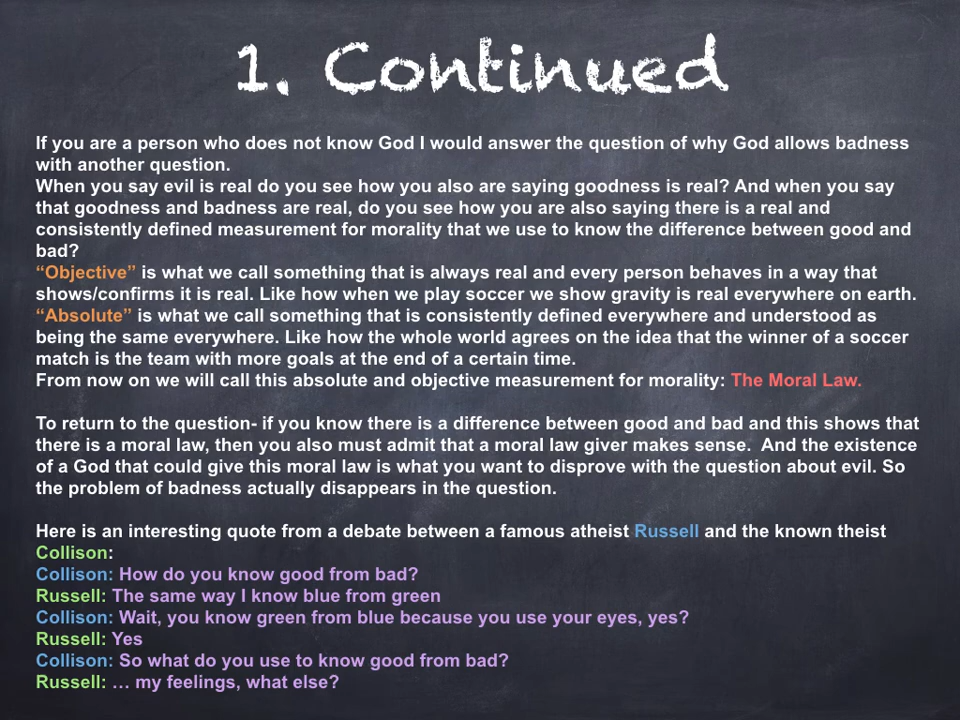 1. Continued
If you are a person who does not know God I would answer the question of why God allows badness
with another question.
When you say evil is real do you see how you also are saying goodness is real? And when you say
that goodness and badness are real, do you see how you are also saying there is a real and
consistently defined measurement for morality that we use to know the difference between good and
bad?
“Objective” is what we call something that is always real and every person behaves in a way that
shows/confirms it is real. Like how when we play soccer we show gravity is real everywhere on earth.
“Absolute” is what we call something that is consistently defined everywhere and understood as
being the same everywhere. Like how the whole world agrees on the idea that the winner of a soccer
match is the team with more goals at the end of a certain time.
From now on we will call this absolute and objective measurement for morality: The Moral Law.
To return to the question- if you know there is a difference between good and bad and this shows that
there is a moral law, then you also must admit that a moral law giver makes sense.  And the existence
of a God that could give this moral law is what you want to disprove with the question about evil. So
the problem of badness actually disappears in the question.
Here is an interesting quote from a debate between a famous atheist Russell and the known theist
Collison:
Collison: How do you know good from bad?
Russell: The same way I know blue from green
Collison: Wait, you know green from blue because you use your eyes, yes?
Russell: Yes
Collison: So what do you use to know good from bad?
Russell: … my feelings, what else?